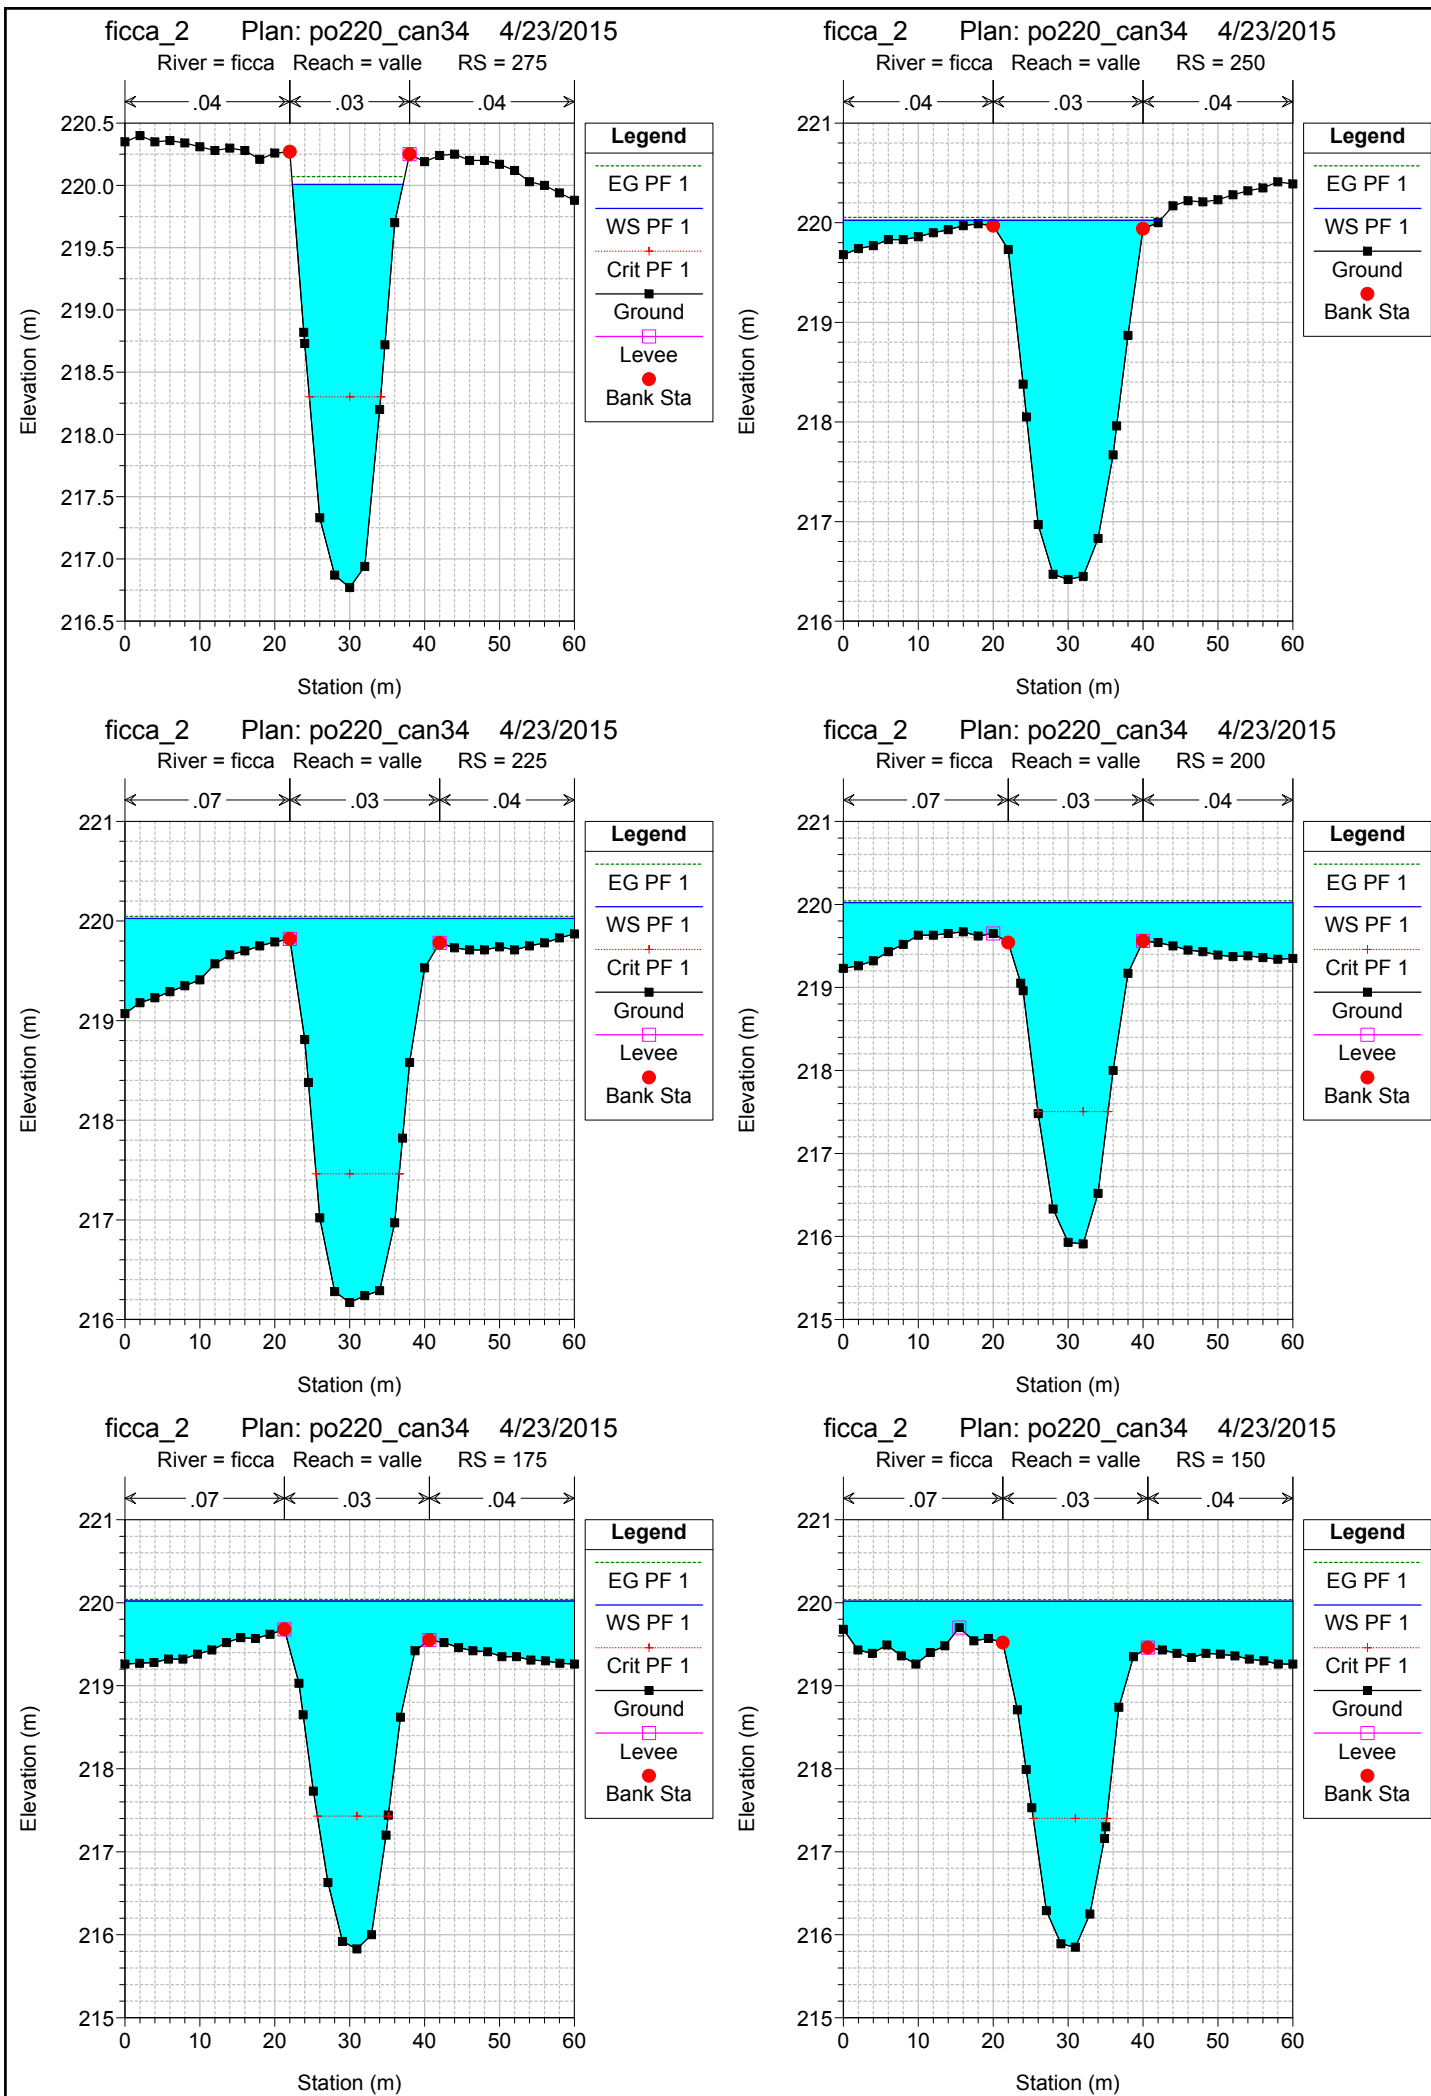 ficca_2 Plan: po220_can34 4/23/2015
River = ficca Reach = valle RS = 275
.04 .03 .04
220.5
220.0
219.5
219.0
218.5
218.0
217.5
217.0
216.5
Elevation (m)
0 10 20 30 40 50 60
Station (m)
Legend
EG PF 1
WS PF 1
Crit PF 1
Ground
Levee
Bank Sta
ficca_2 Plan: po220_can34 4/23/2015
River = ficca Reach = valle RS = 250
.04 .03 .04
221
220
219
218
217
216
Elevation (m)
0 10 20 30 40 50 60
Station (m)
Legend
EG PF 1
WS PF 1
Ground
Bank Sta
ficca_2 Plan: po220_can34 4/23/2015
River = ficca Reach = valle RS = 225
.07 .03 .04
221
220
219
218
217
216
Elevation (m)
0 10 20 30 40 50 60
Station (m)
Legend
EG PF 1
WS PF 1
Crit PF 1
Ground
Levee
Bank Sta
ficca_2 Plan: po220_can34 4/23/2015
River = ficca Reach = valle RS = 200
.07 .03 .04
221
220
219
218
217
216
215
Elevation (m)
0 10 20 30 40 50 60
Station (m)
Legend
EG PF 1
WS PF 1
Crit PF 1
Ground
Levee
Bank Sta
ficca_2 Plan: po220_can34 4/23/2015
River = ficca Reach = valle RS = 175
.07 .03 .04
221
220
219
218
217
216
215
Elevation (m)
0 10 20 30 40 50 60
Station (m)
Legend
EG PF 1
WS PF 1
Crit PF 1
Ground
Levee
Bank Sta
ficca_2 Plan: po220_can34 4/23/2015
River = ficca Reach = valle RS = 150
.07 .03 .04
221
220
219
218
217
216
215
Elevation (m)
0 10 20 30 40 50 60
Station (m)
Legend
EG PF 1
WS PF 1
Crit PF 1
Ground
Levee
Bank Sta